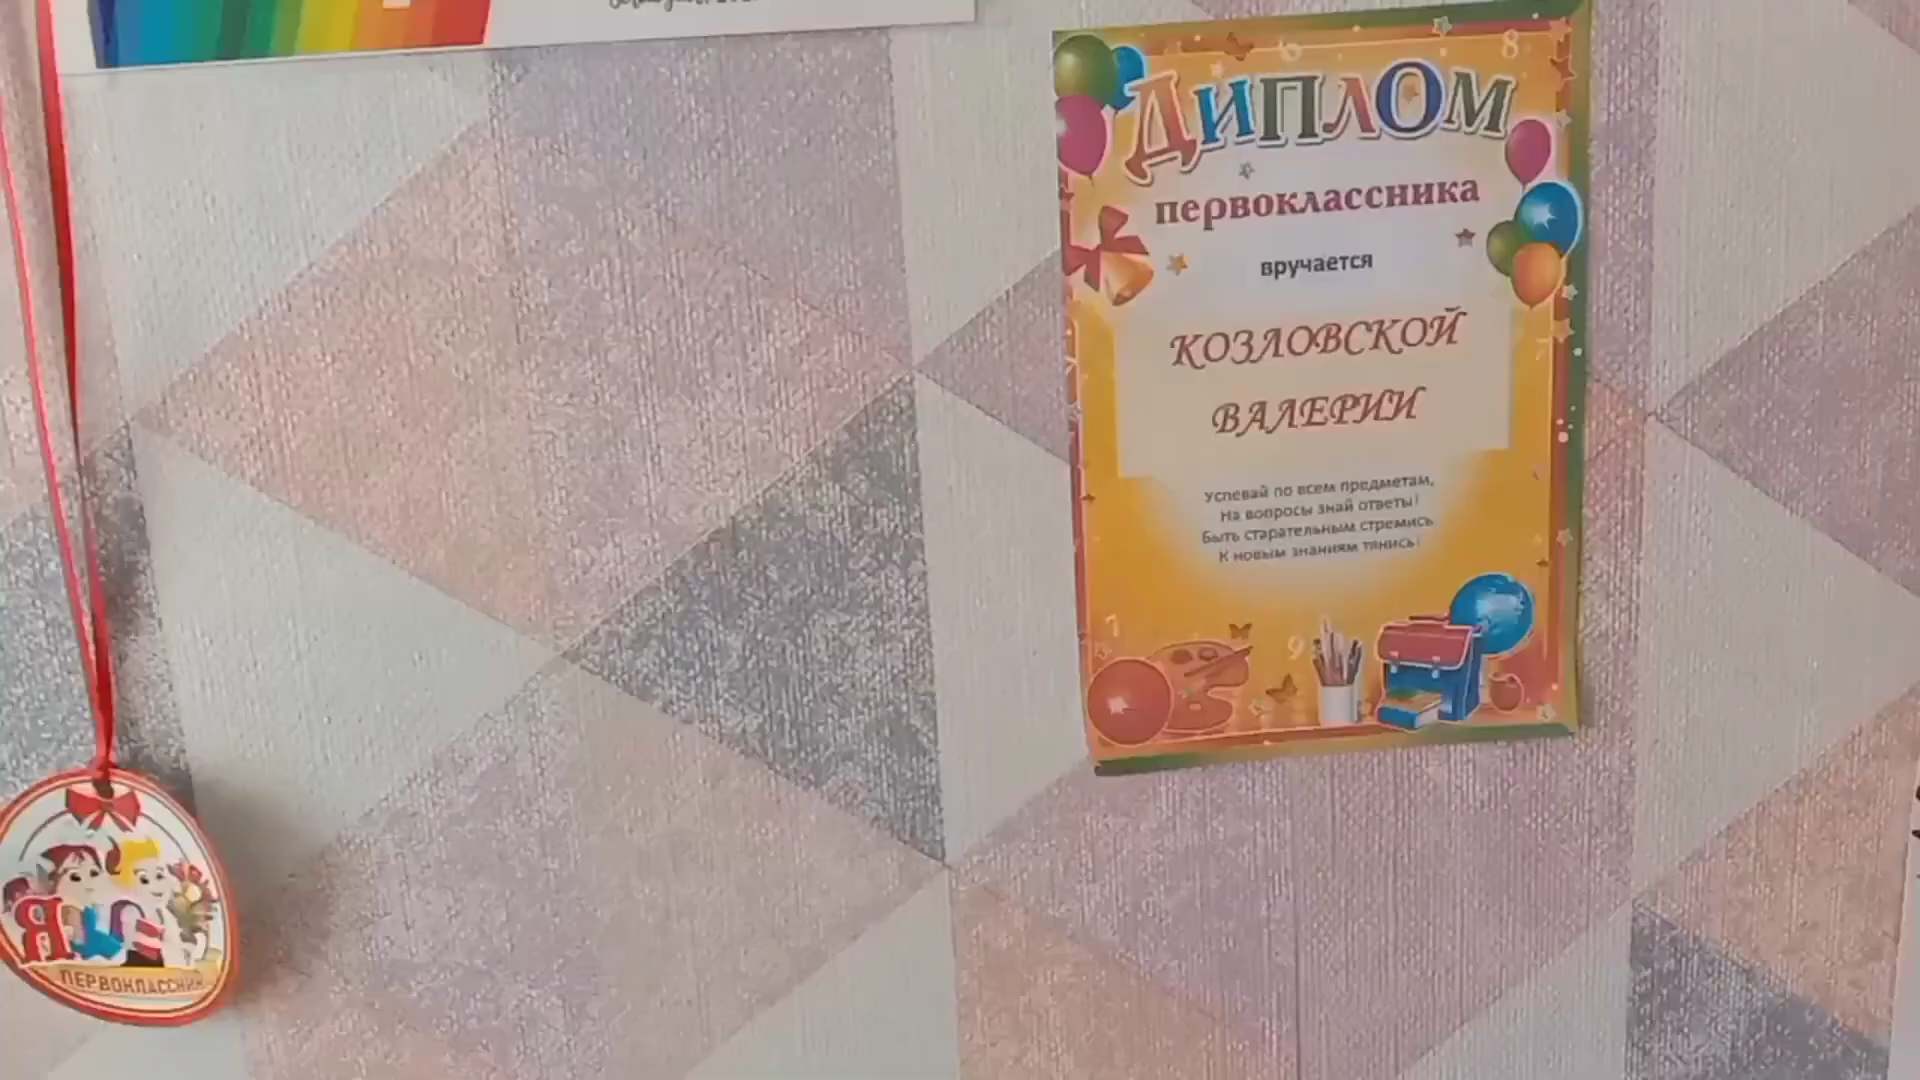 ДИПЛОМ
первоклассника
вручается
КОЗЛОВСКОЙ
ВАЛЕРИИ
Успевай по всем предметам,
На вопросы знай ответы!
Быть старательным стремись
К новым знаниям тянись!
Я
ПЕРВОКЛАССНИК